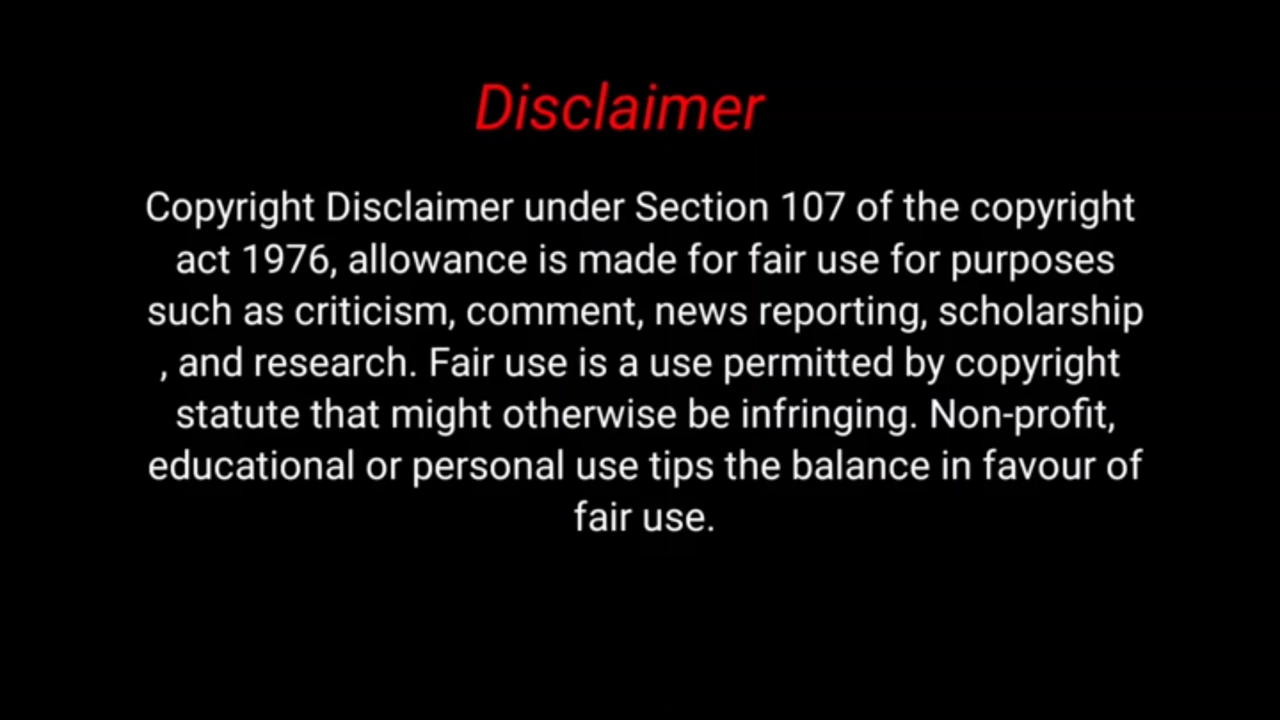 Disclaimer
Copyright Disclaimer under Section 107 of the copyright
act 1976, allowance is made for fair use for purposes
such as criticism, comment, news reporting, scholarship
, and research. Fair use is a use permitted by copyright
statute that might otherwise be infringing. Non-profit,
educational or personal use tips the balance in favour of
fair use.